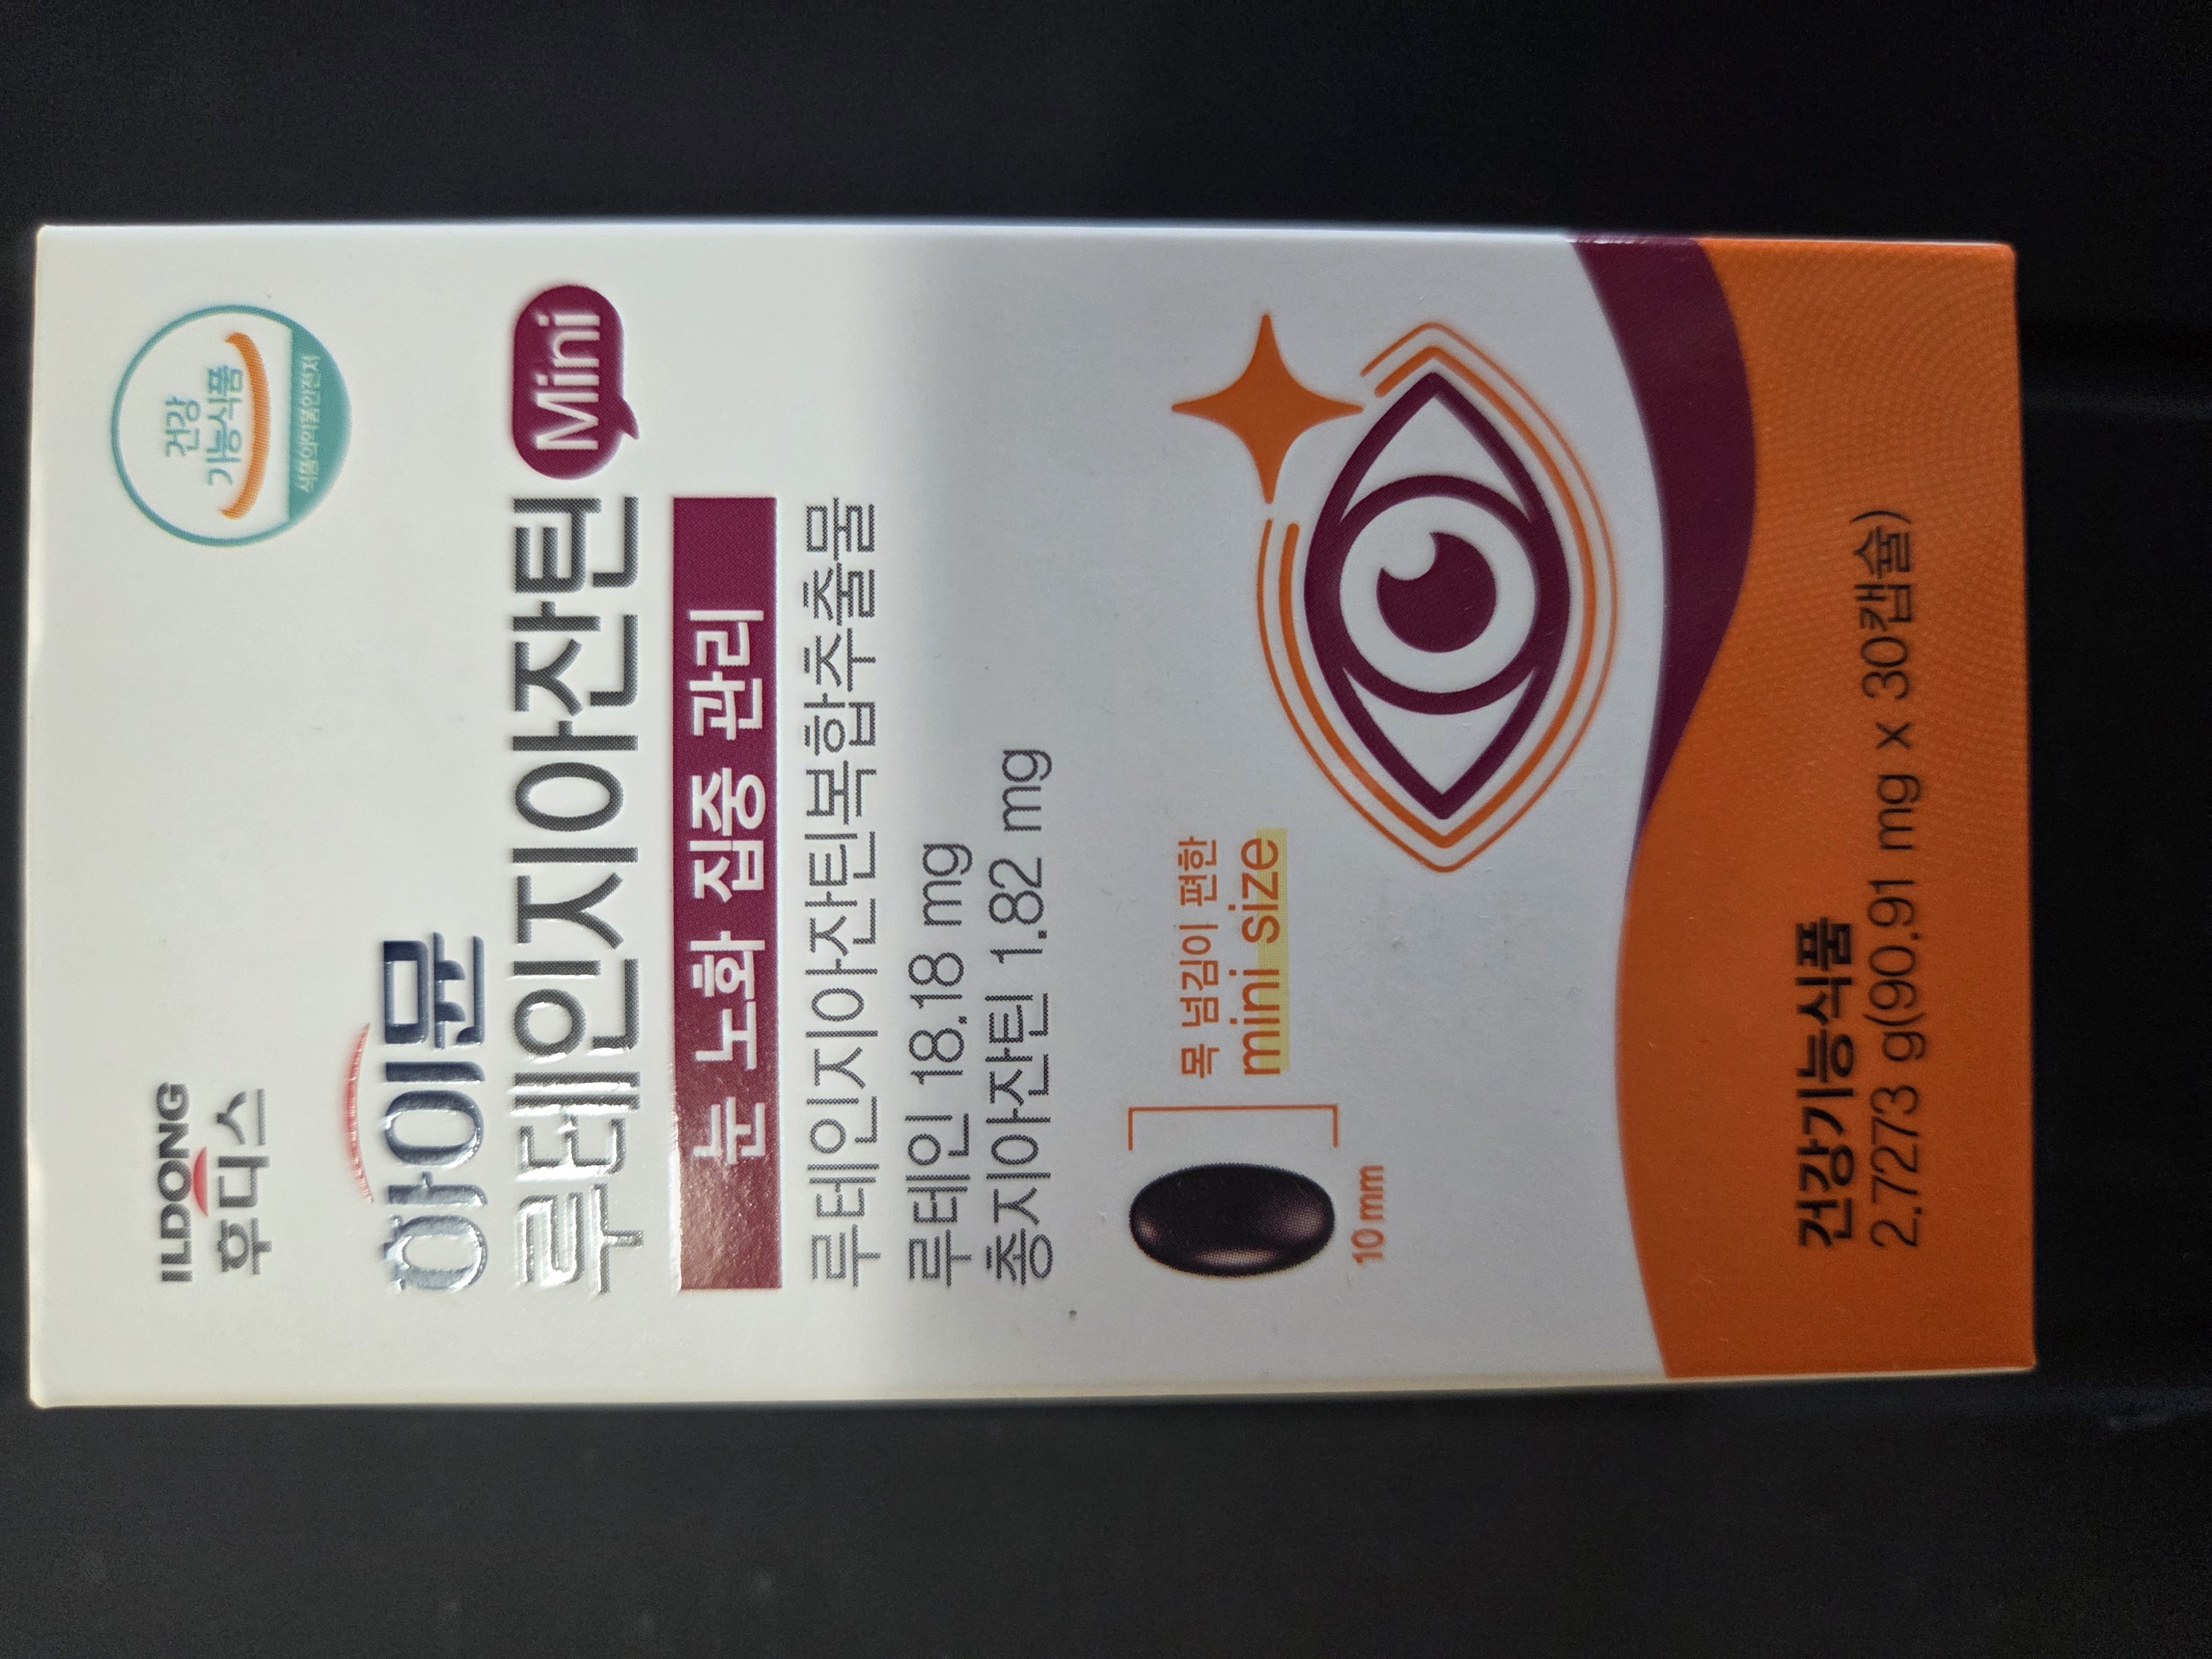 ILDONG
후디스
건강
기능식품
식품의약품안전처
하이뮨
루테인지아잔틴 Mini
눈 노화 집중 관리
루테인지아잔틴복합추출물
루테인 18.18 mg
총지아잔틴 1.82 mg
목 넘김이 편한
mini size
10 mm
건강기능식품
2.7273 g(90.91 mg x 30캡슐)